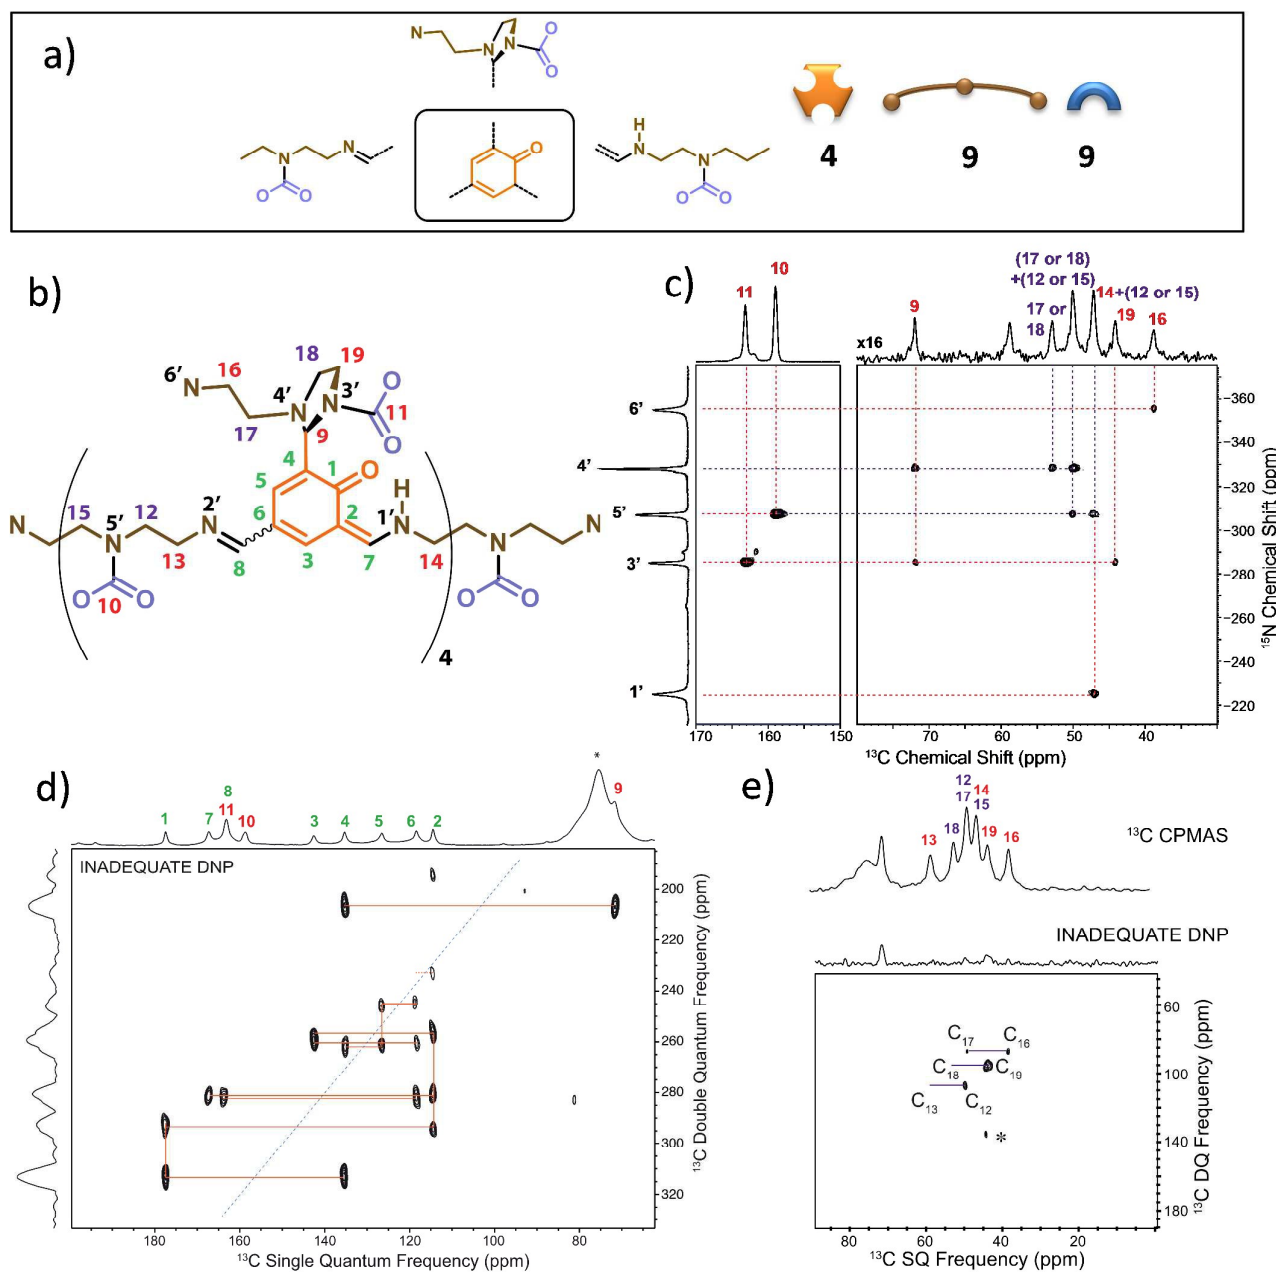 a)
N
N
N
O
O
N
N
O
O
O
H
N
N
O
O
4
9
9
b)
18
19
6'
N
16
4'
N
3'
N
O
11
O
17
9
4
1
O
5
6
2
H
1'
N
15
5'
N
12
2'
N
13
8
3
7
14
N
N
N
O
10
O
O
O
4
c)
(17 or 18)
+(12 or 15)
10
11
9
17 or
18
14
+(12 or 15)
19
16
x16
6'
4'
5'
3'
1'
−360
−340
−320
−300
−280
−260
−240
−220
¹⁵N Chemical Shift (ppm)
170
160
150
70
60
50
40
30
¹³C Chemical Shift (ppm)
d)
*
1
7
8
11
10
3
4
5
6
2
9
INADEQUATE DNP
200
220
240
260
280
300
320
¹³C Double Quantum Frequency (ppm)
180
160
140
120
100
80
¹³C Single Quantum Frequency (ppm)
e)
12
17
14
15
13
18
19
16
¹³C CPMAS
INADEQUATE DNP
C₁₇
C₁₆
C₁₈
C₁₉
C₁₃
C₁₂
*
60
100
140
180
¹³C DQ Frequency (ppm)
80
60
40
20
¹³C SQ Frequency (ppm)